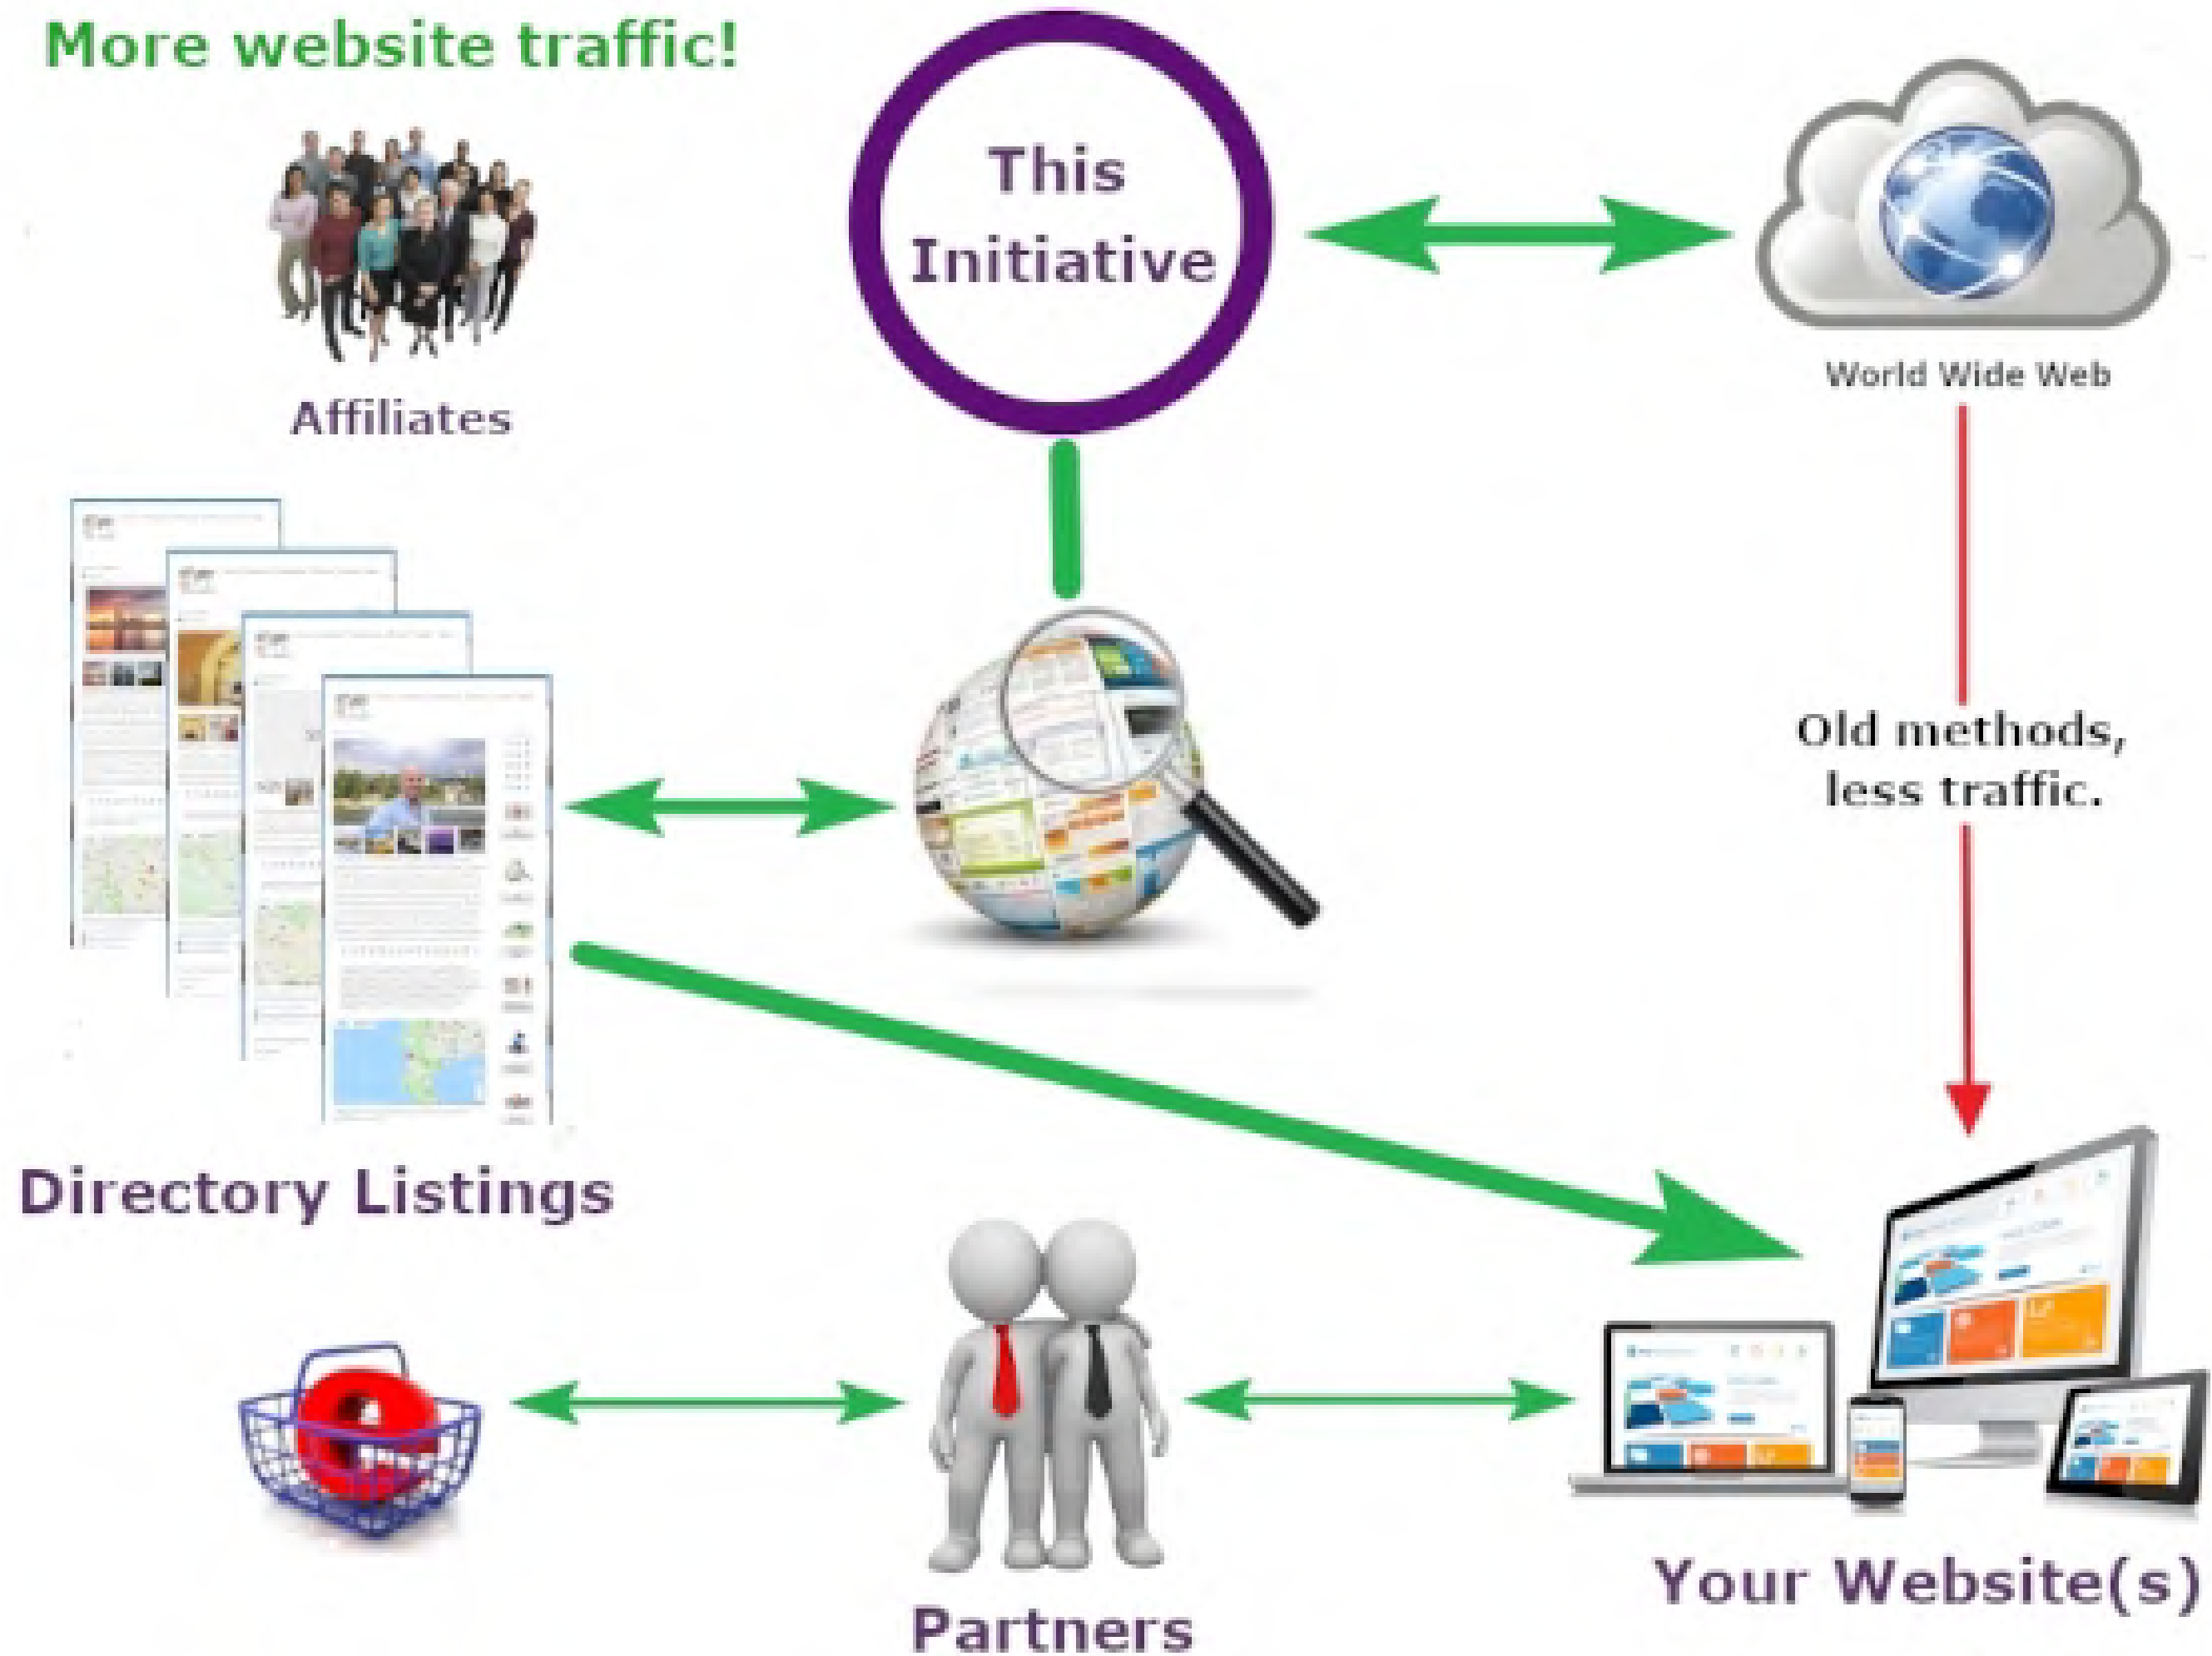 More website traffic!
This
Initiative
World Wide Web
Affiliates
Old methods,
less traffic.
Directory Listings
Your Website(s)
Partners